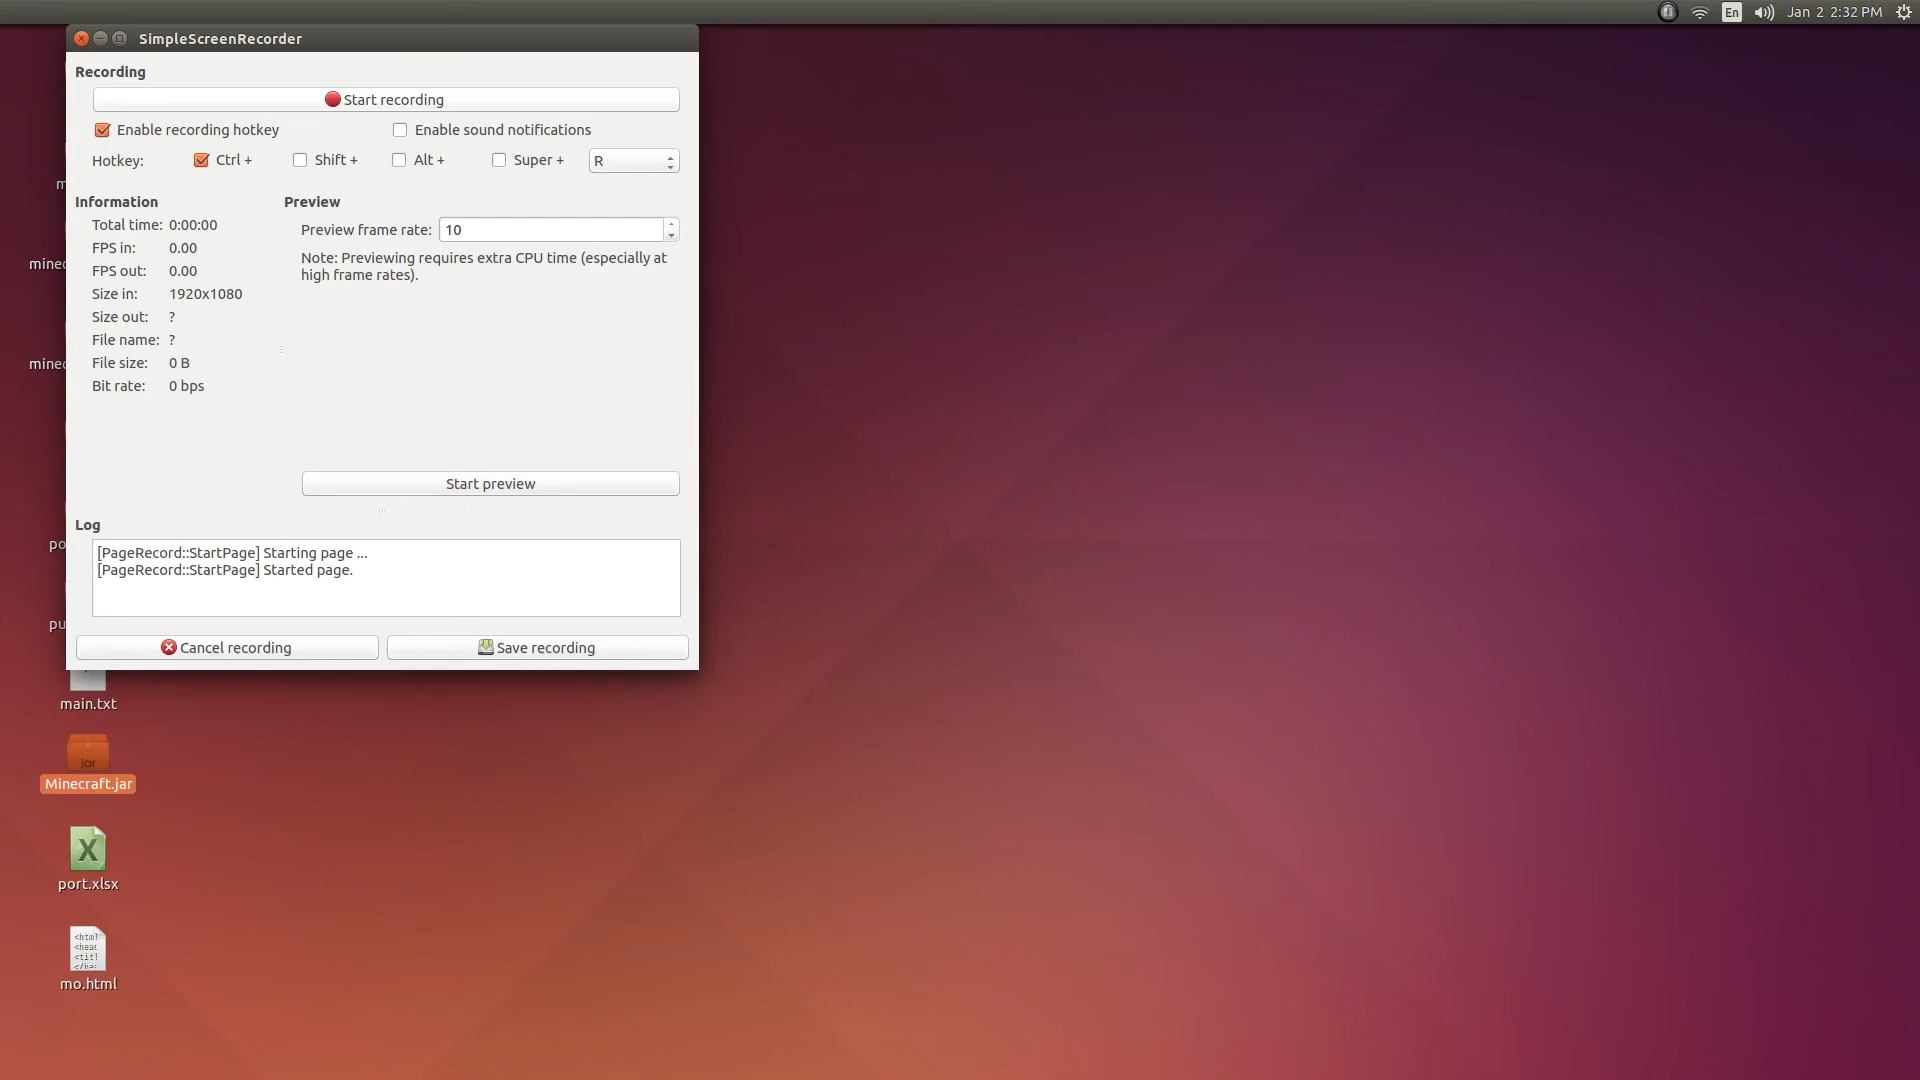 En
Jan 2 2:32 PM
SimpleScreenRecorder
Recording
Start recording
Enable recording hotkey
Enable sound notifications
Hotkey:
Ctrl +
Shift +
Alt +
Super +
R
Information
Total time: 0:00:00
FPS in: 0.00
FPS out: 0.00
Size in: 1920x1080
Size out: ?
File name: ?
File size: 0 B
Bit rate: 0 bps
Preview
Preview frame rate: 10
Note: Previewing requires extra CPU time (especially at
high frame rates).
Start preview
Log
[PageRecord::StartPage] Starting page ...
[PageRecord::StartPage] Started page.
Cancel recording
Save recording
main.txt
jar
Minecraft.jar
X
port.xlsx
mo.html